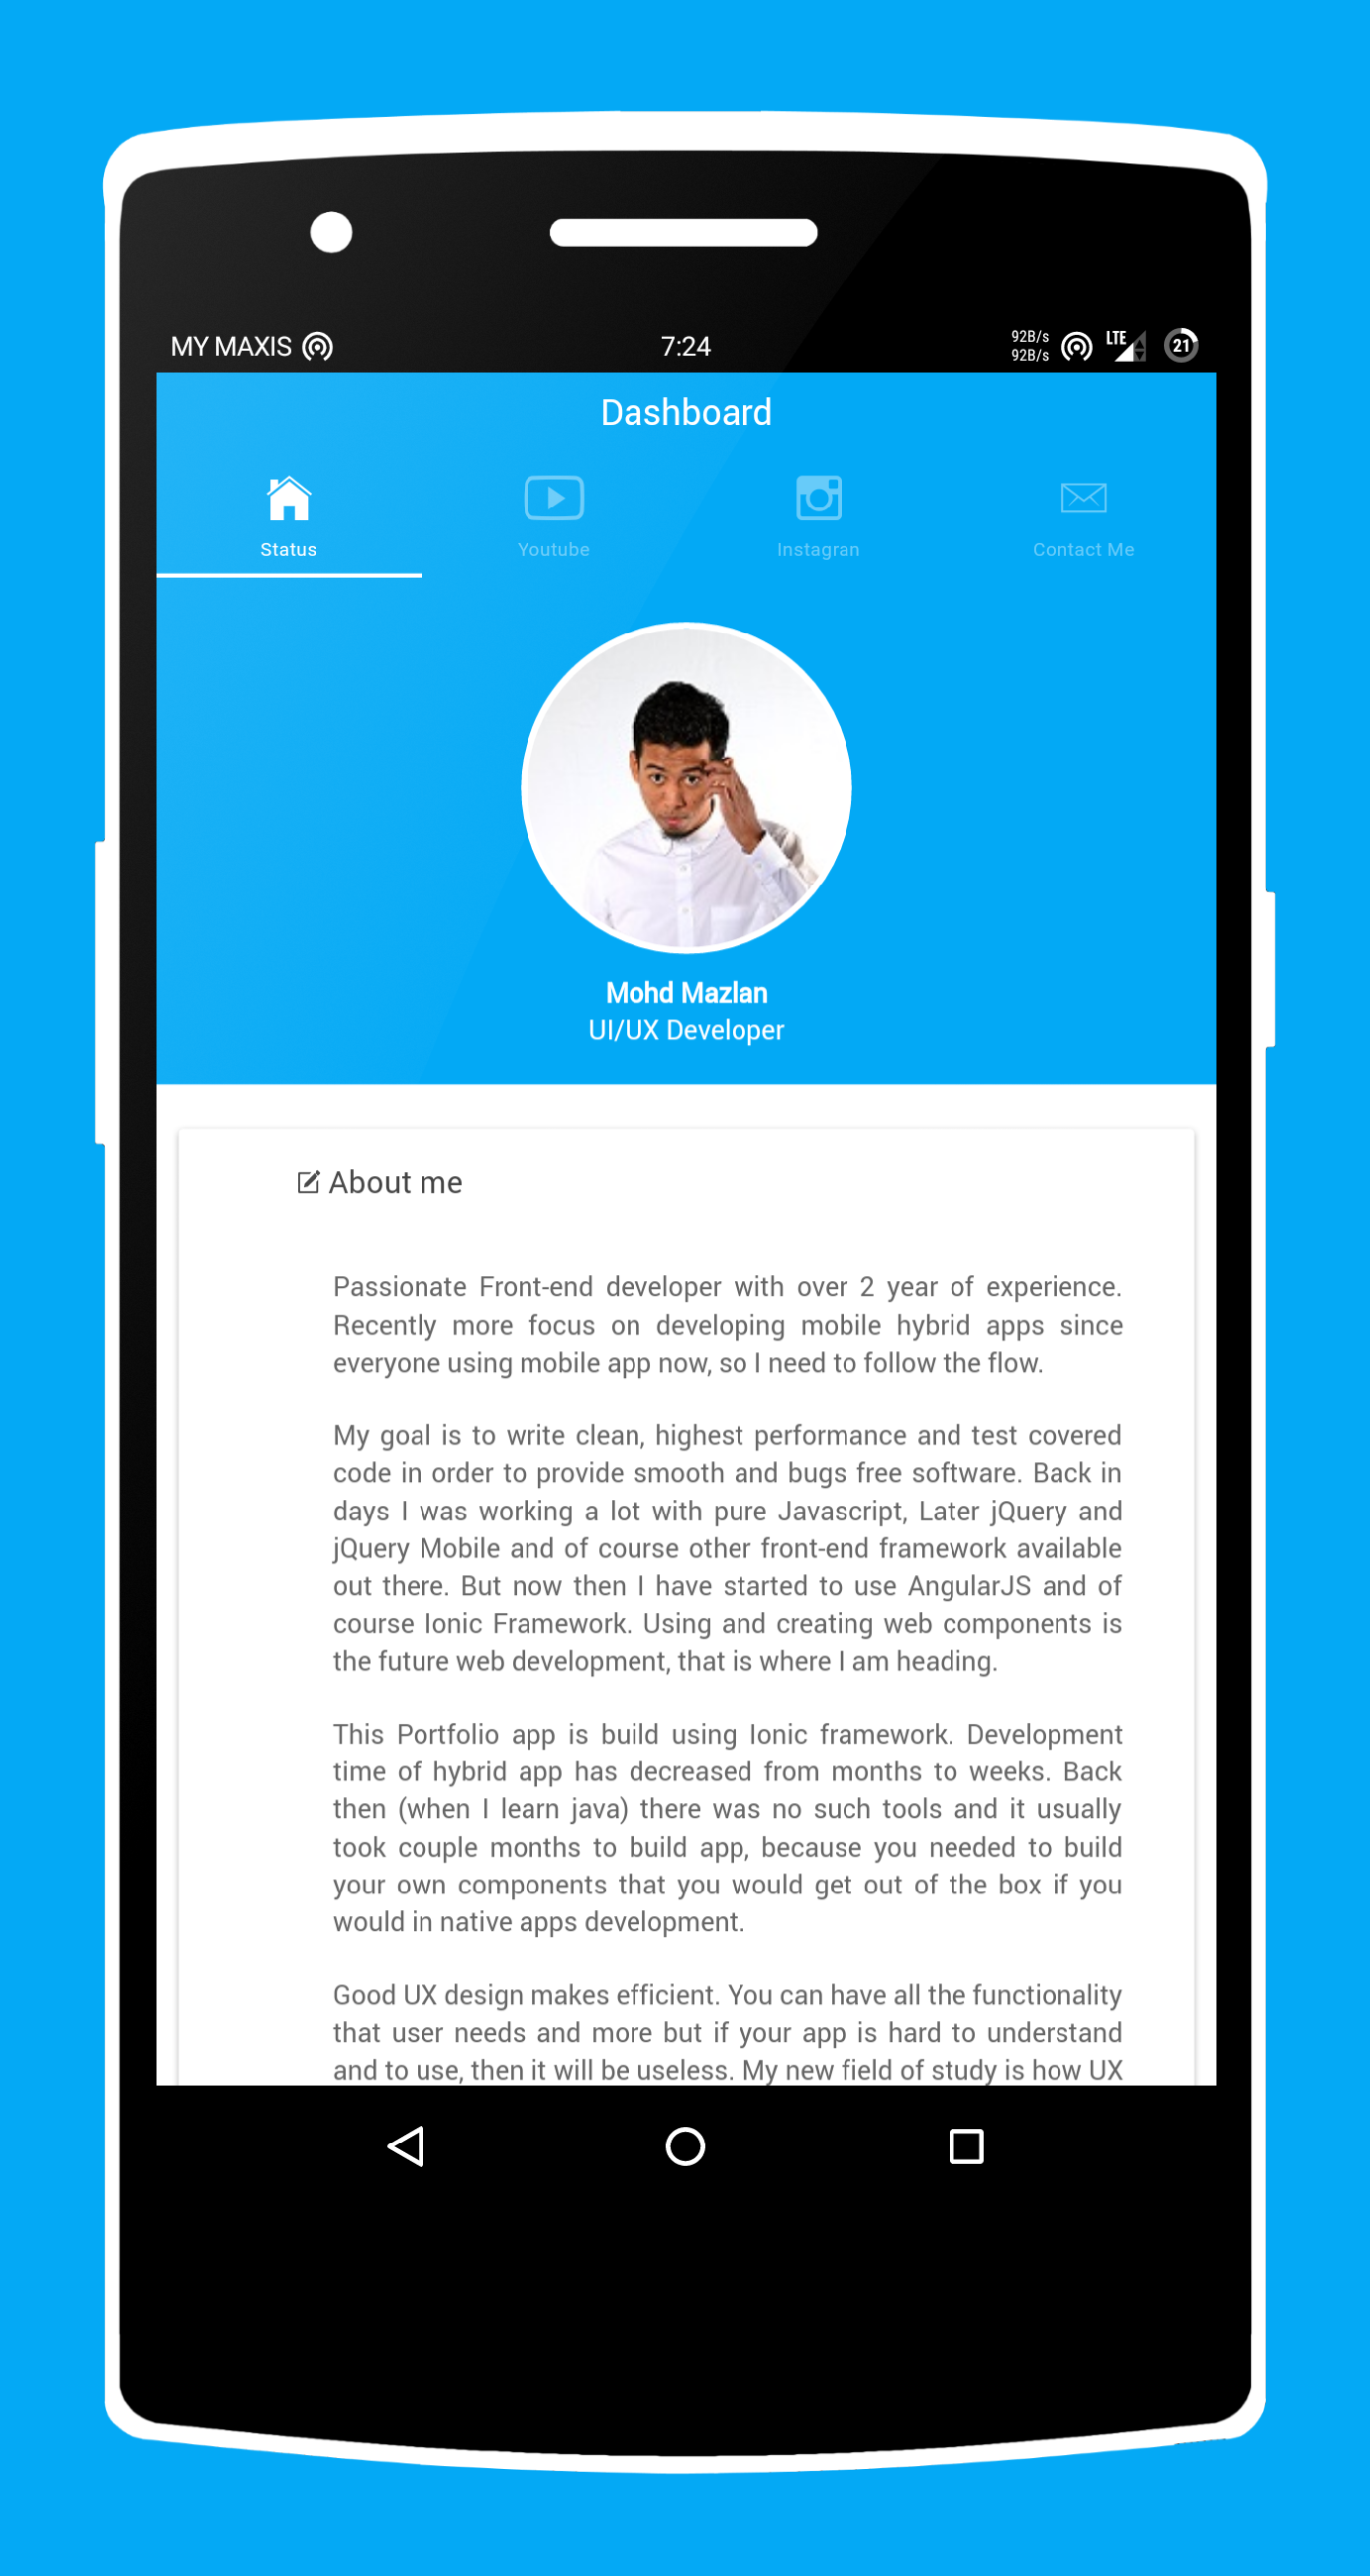 MY MAXIS 7:24 92B/s LTE 21
92B/s
Dashboard
Status Youtube Instagran Contact Me
Mohd Mazlan
UI/UX Developer
About me
Passionate Front-end developer with over 2 year of experience.
Recently more focus on developing mobile hybrid apps since
everyone using mobile app now, so I need to follow the flow.
My goal is to write clean, highest performance and test covered
code in order to provide smooth and bugs free software. Back in
days I was working a lot with pure Javascript, Later jQuery and
jQuery Mobile and of course other front-end framework available
out there. But now then I have started to use AngularJS and of
course Ionic Framework. Using and creating web components is
the future web development, that is where I am heading.
This Portfolio app is build using Ionic framework. Development
time of hybrid app has decreased from months to weeks. Back
then (when I learn java) there was no such tools and it usually
took couple months to build app, because you needed to build
your own components that you would get out of the box if you
would in native apps development.
Good UX design makes efficient. You can have all the functionality
that user needs and more but if your app is hard to understand
and to use, then it will be useless. My new field of study is how UX